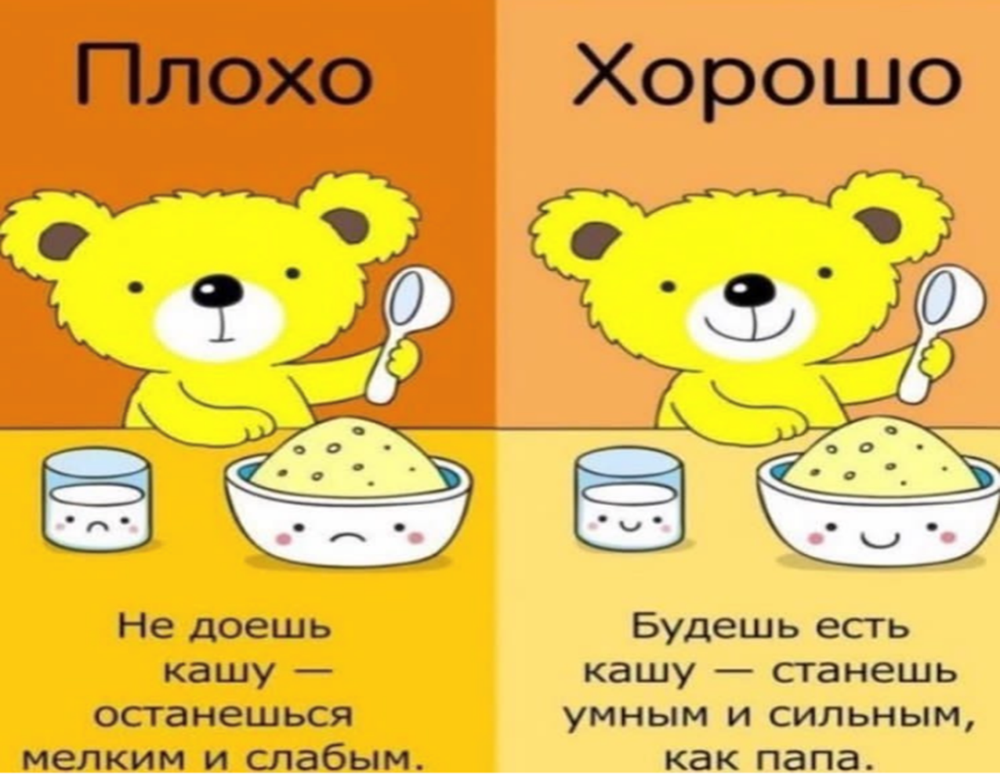 Плохо
Не доешь
кашу —
останешься
мелким и слабым.
Хорошо
Будешь есть
кашу — станешь
умным и сильным,
как папа.